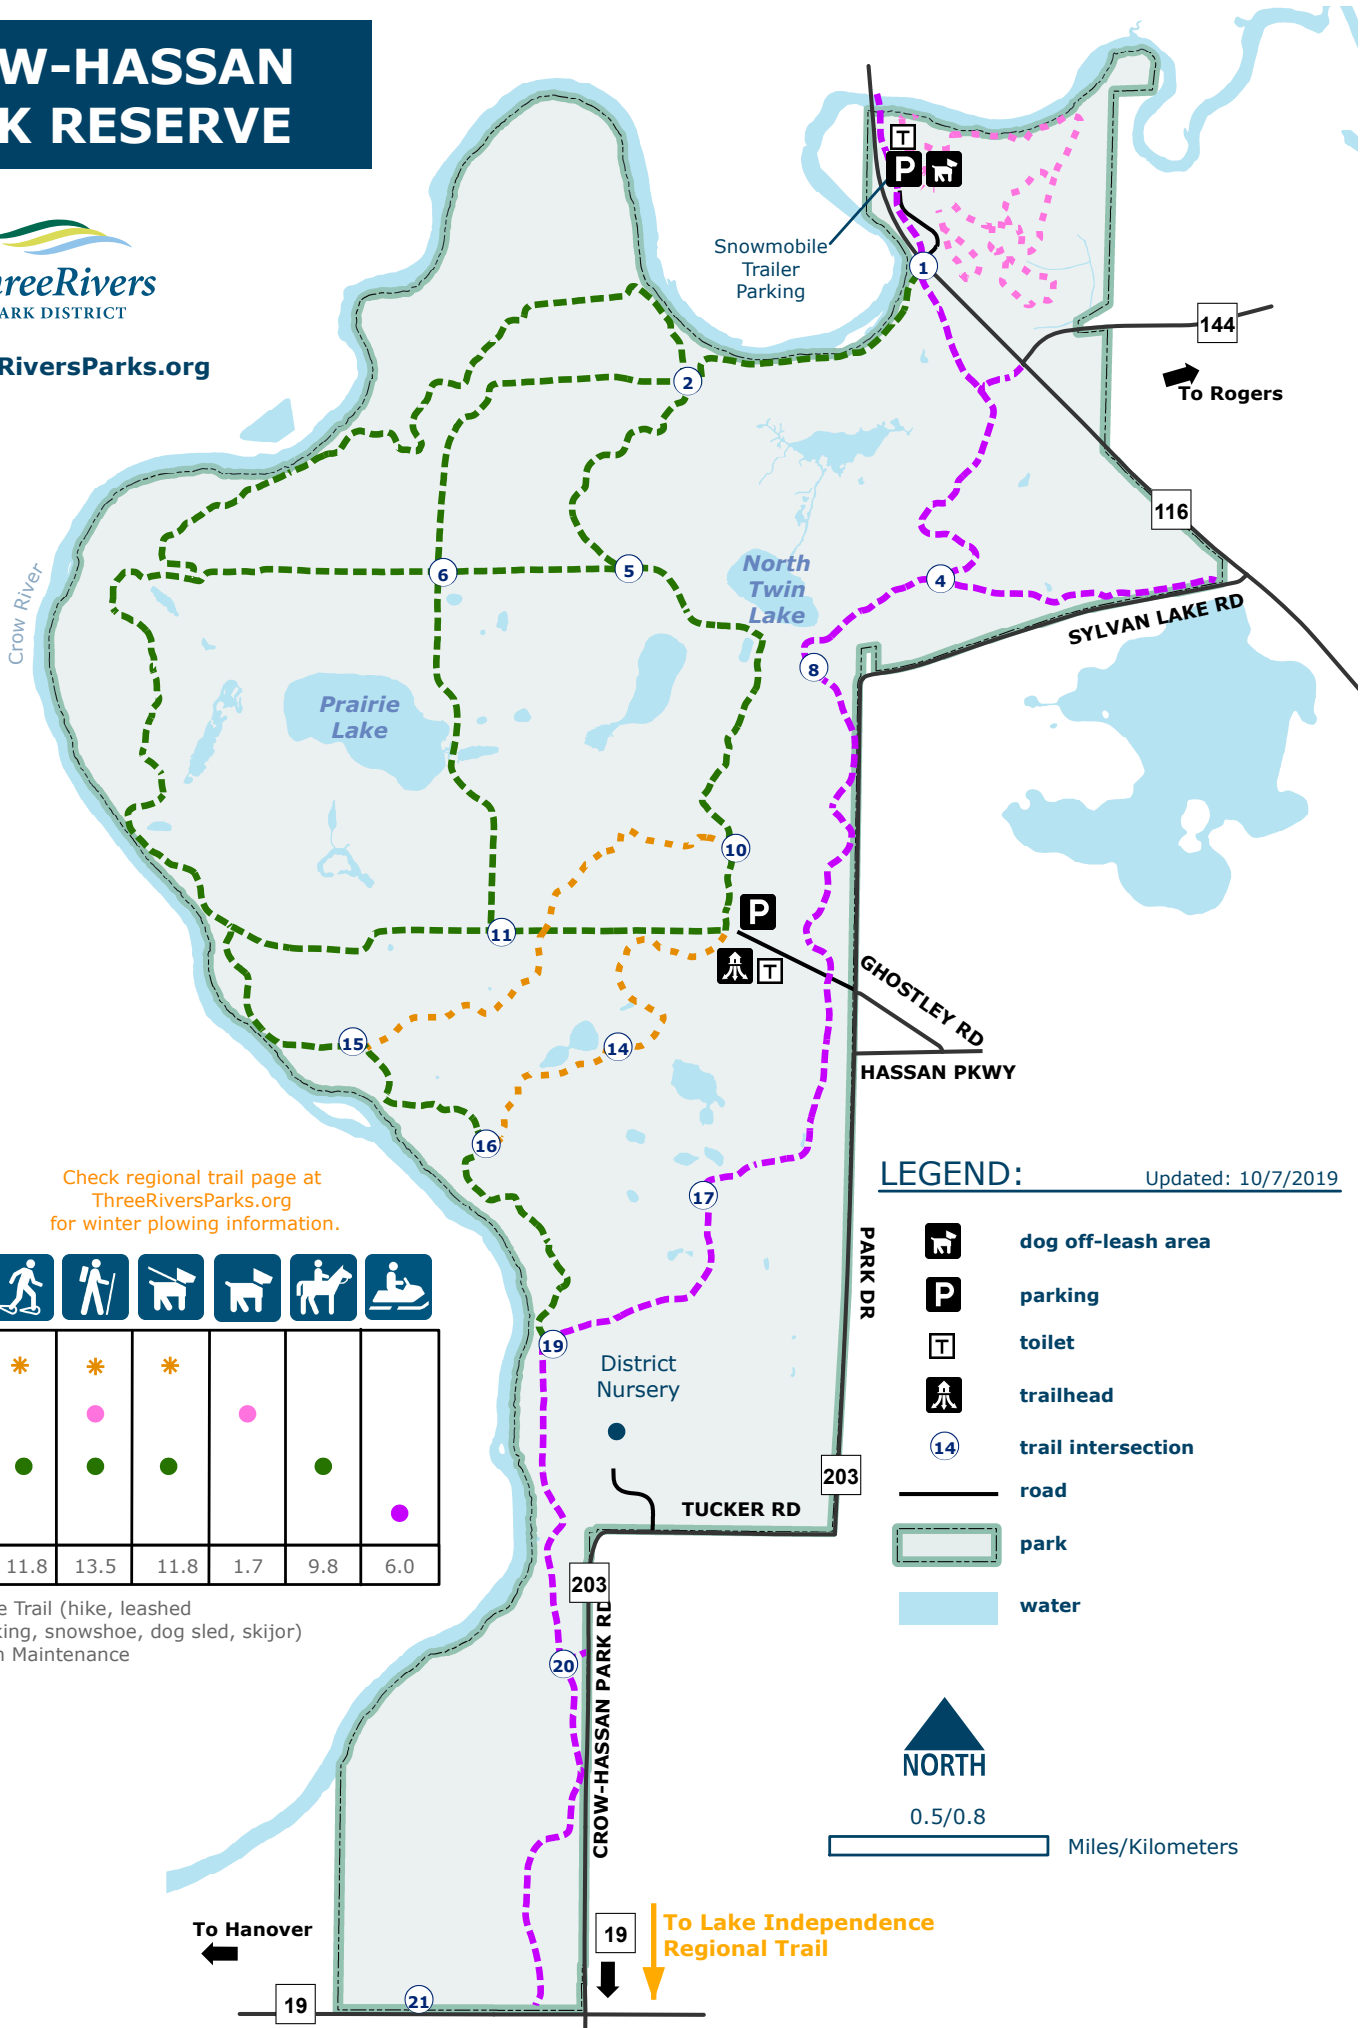 W-HASSAN
K RESERVE
hreeRivers
ARK DISTRICT
RiversParks.org
T
P
Snowmobile
Trailer
Parking
1
144
To Rogers
2
116
Crow River
North
Twin
Lake
6
5
4
SYLVAN LAKE RD
8
Prairie
Lake
10
P
11
T
GHOSTLEY RD
HASSAN PKWY
15
14
16
17
PARK DR
19
District
Nursery
203
TUCKER RD
203
CROW-HASSAN PARK RD
20
To Hanover
19
21
19
To Lake Independence
Regional Trail
Check regional trail page at
ThreeRiversParks.org
for winter plowing information.
11.8 13.5 11.8 1.7 9.8 6.0
e Trail (hike, leashed
king, snowshoe, dog sled, skijor)
n Maintenance
LEGEND: Updated: 10/7/2019
dog off-leash area
P parking
T toilet
trailhead
14 trail intersection
road
park
water
NORTH
0.5/0.8
Miles/Kilometers